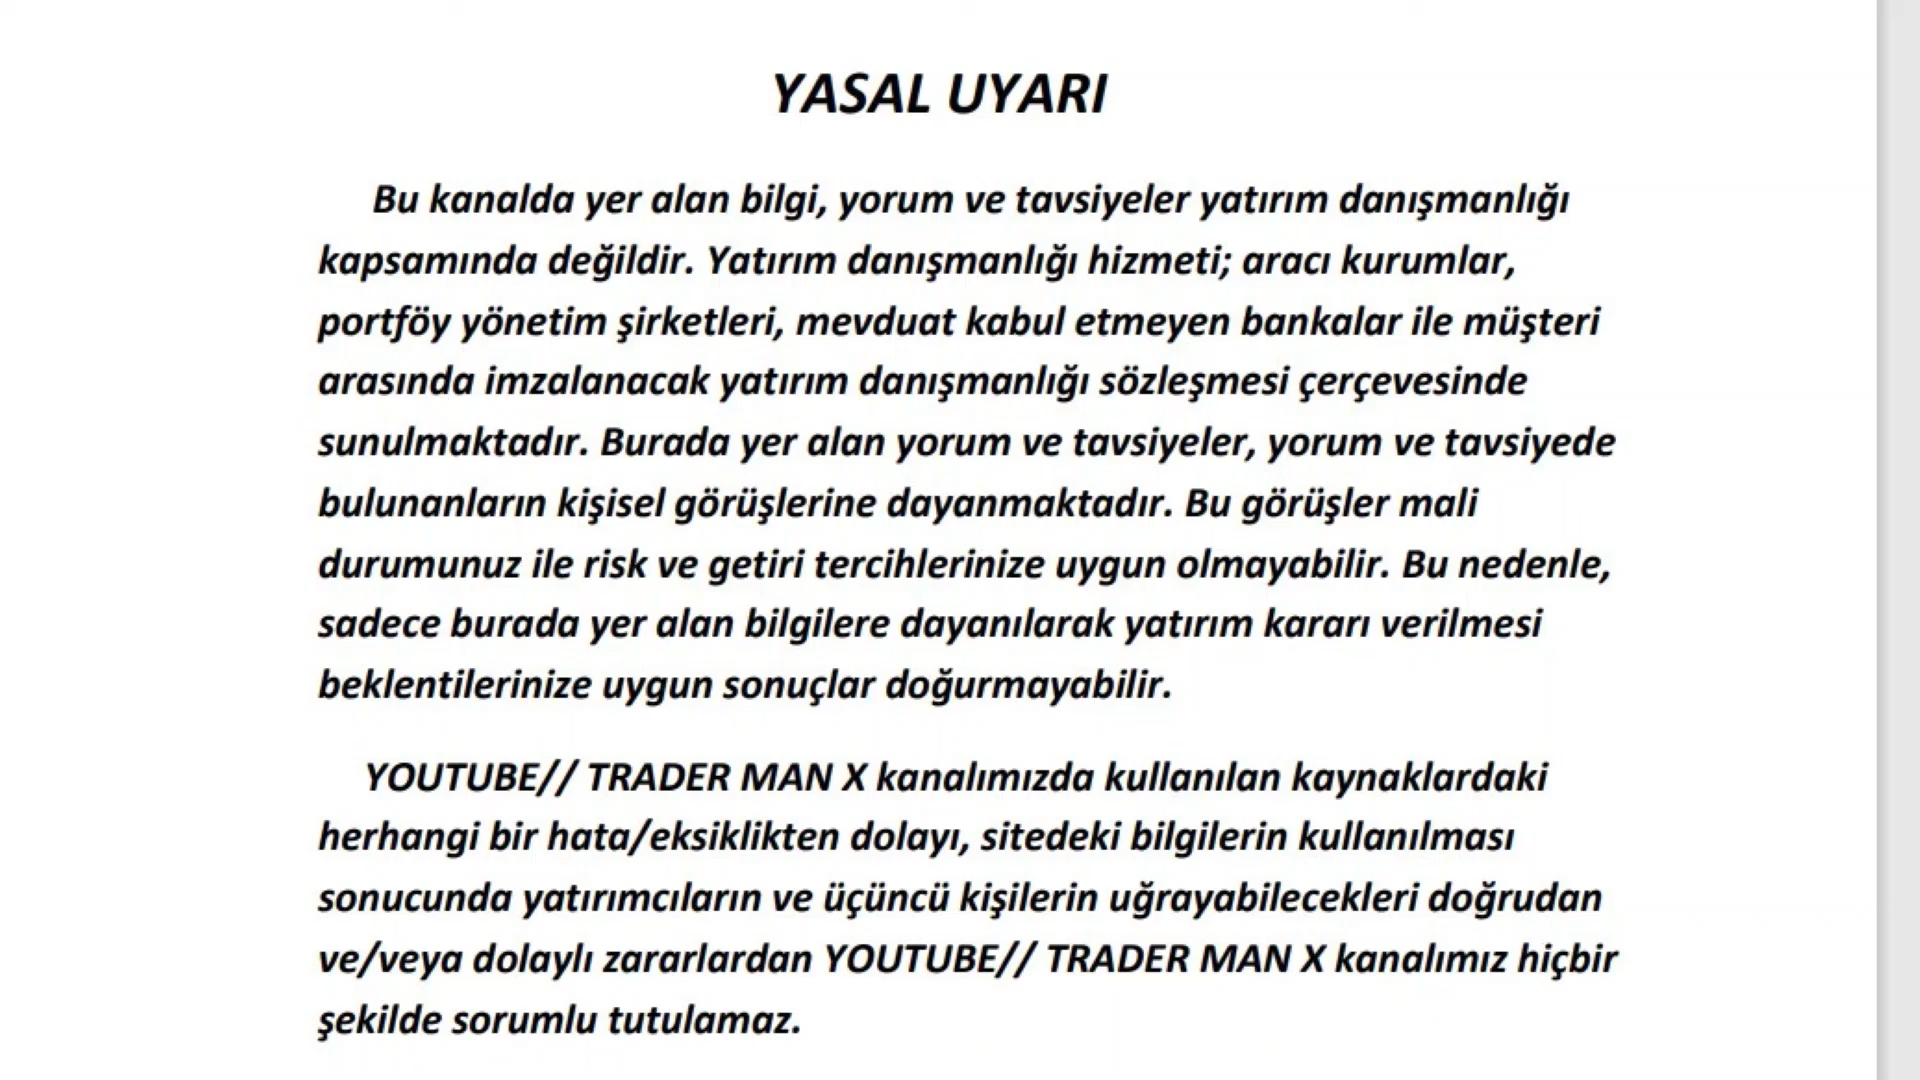 YASAL UYARI
Bu kanalda yer alan bilgi, yorum ve tavsiyeler yatırım danışmanlığı
kapsamında değildir. Yatırım danışmanlığı hizmeti; aracı kurumlar,
portföy yönetim şirketleri, mevduat kabul etmeyen bankalar ile müşteri
arasında imzalanacak yatırım danışmanlığı sözleşmesi çerçevesinde
sunulmaktadır. Burada yer alan yorum ve tavsiyeler, yorum ve tavsiyede
bulunanların kişisel görüşlerine dayanmaktadır. Bu görüşler mali
durumunuz ile risk ve getiri tercihlerinize uygun olmayabilir. Bu nedenle,
sadece burada yer alan bilgilere dayanılarak yatırım kararı verilmesi
beklentilerinize uygun sonuçlar doğurmayabilir.
YOUTUBE// TRADER MAN X kanalımızda kullanılan kaynaklardaki
herhangi bir hata/eksiklikten dolayı, sitedeki bilgilerin kullanılması
sonucunda yatırımcıların ve üçüncü kişilerin uğrayabilecekleri doğrudan
ve/veya dolaylı zararlardan YOUTUBE// TRADER MAN X kanalımız hiçbir
şekilde sorumlu tutulamaz.